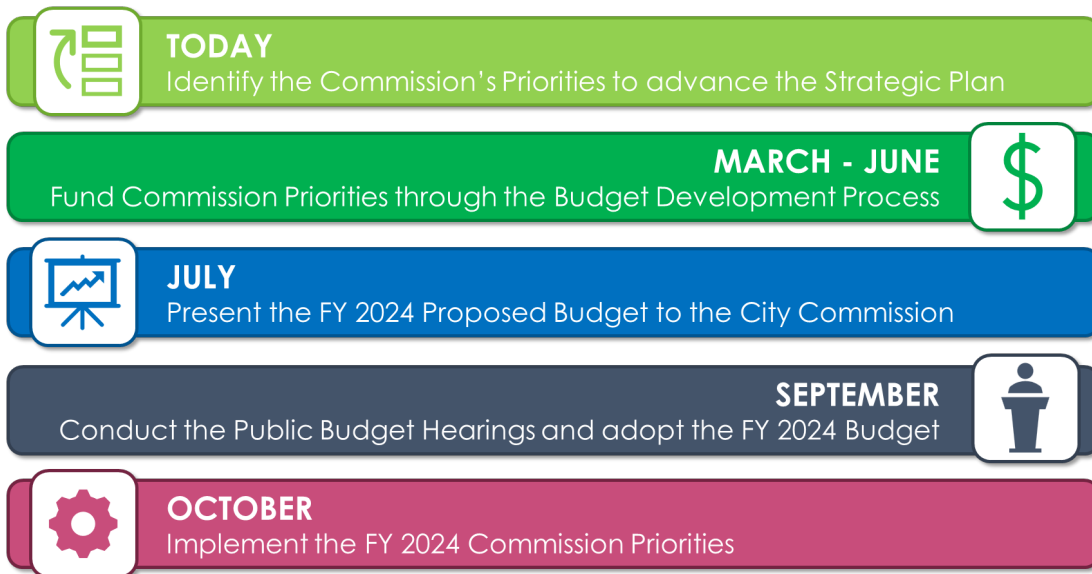 TODAY
Identify the Commission's Priorities to advance the Strategic Plan
MARCH - JUNE
Fund Commission Priorities through the Budget Development Process
JULY
Present the FY 2024 Proposed Budget to the City Commission
SEPTEMBER
Conduct the Public Budget Hearings and adopt the FY 2024 Budget
OCTOBER
Implement the FY 2024 Commission Priorities